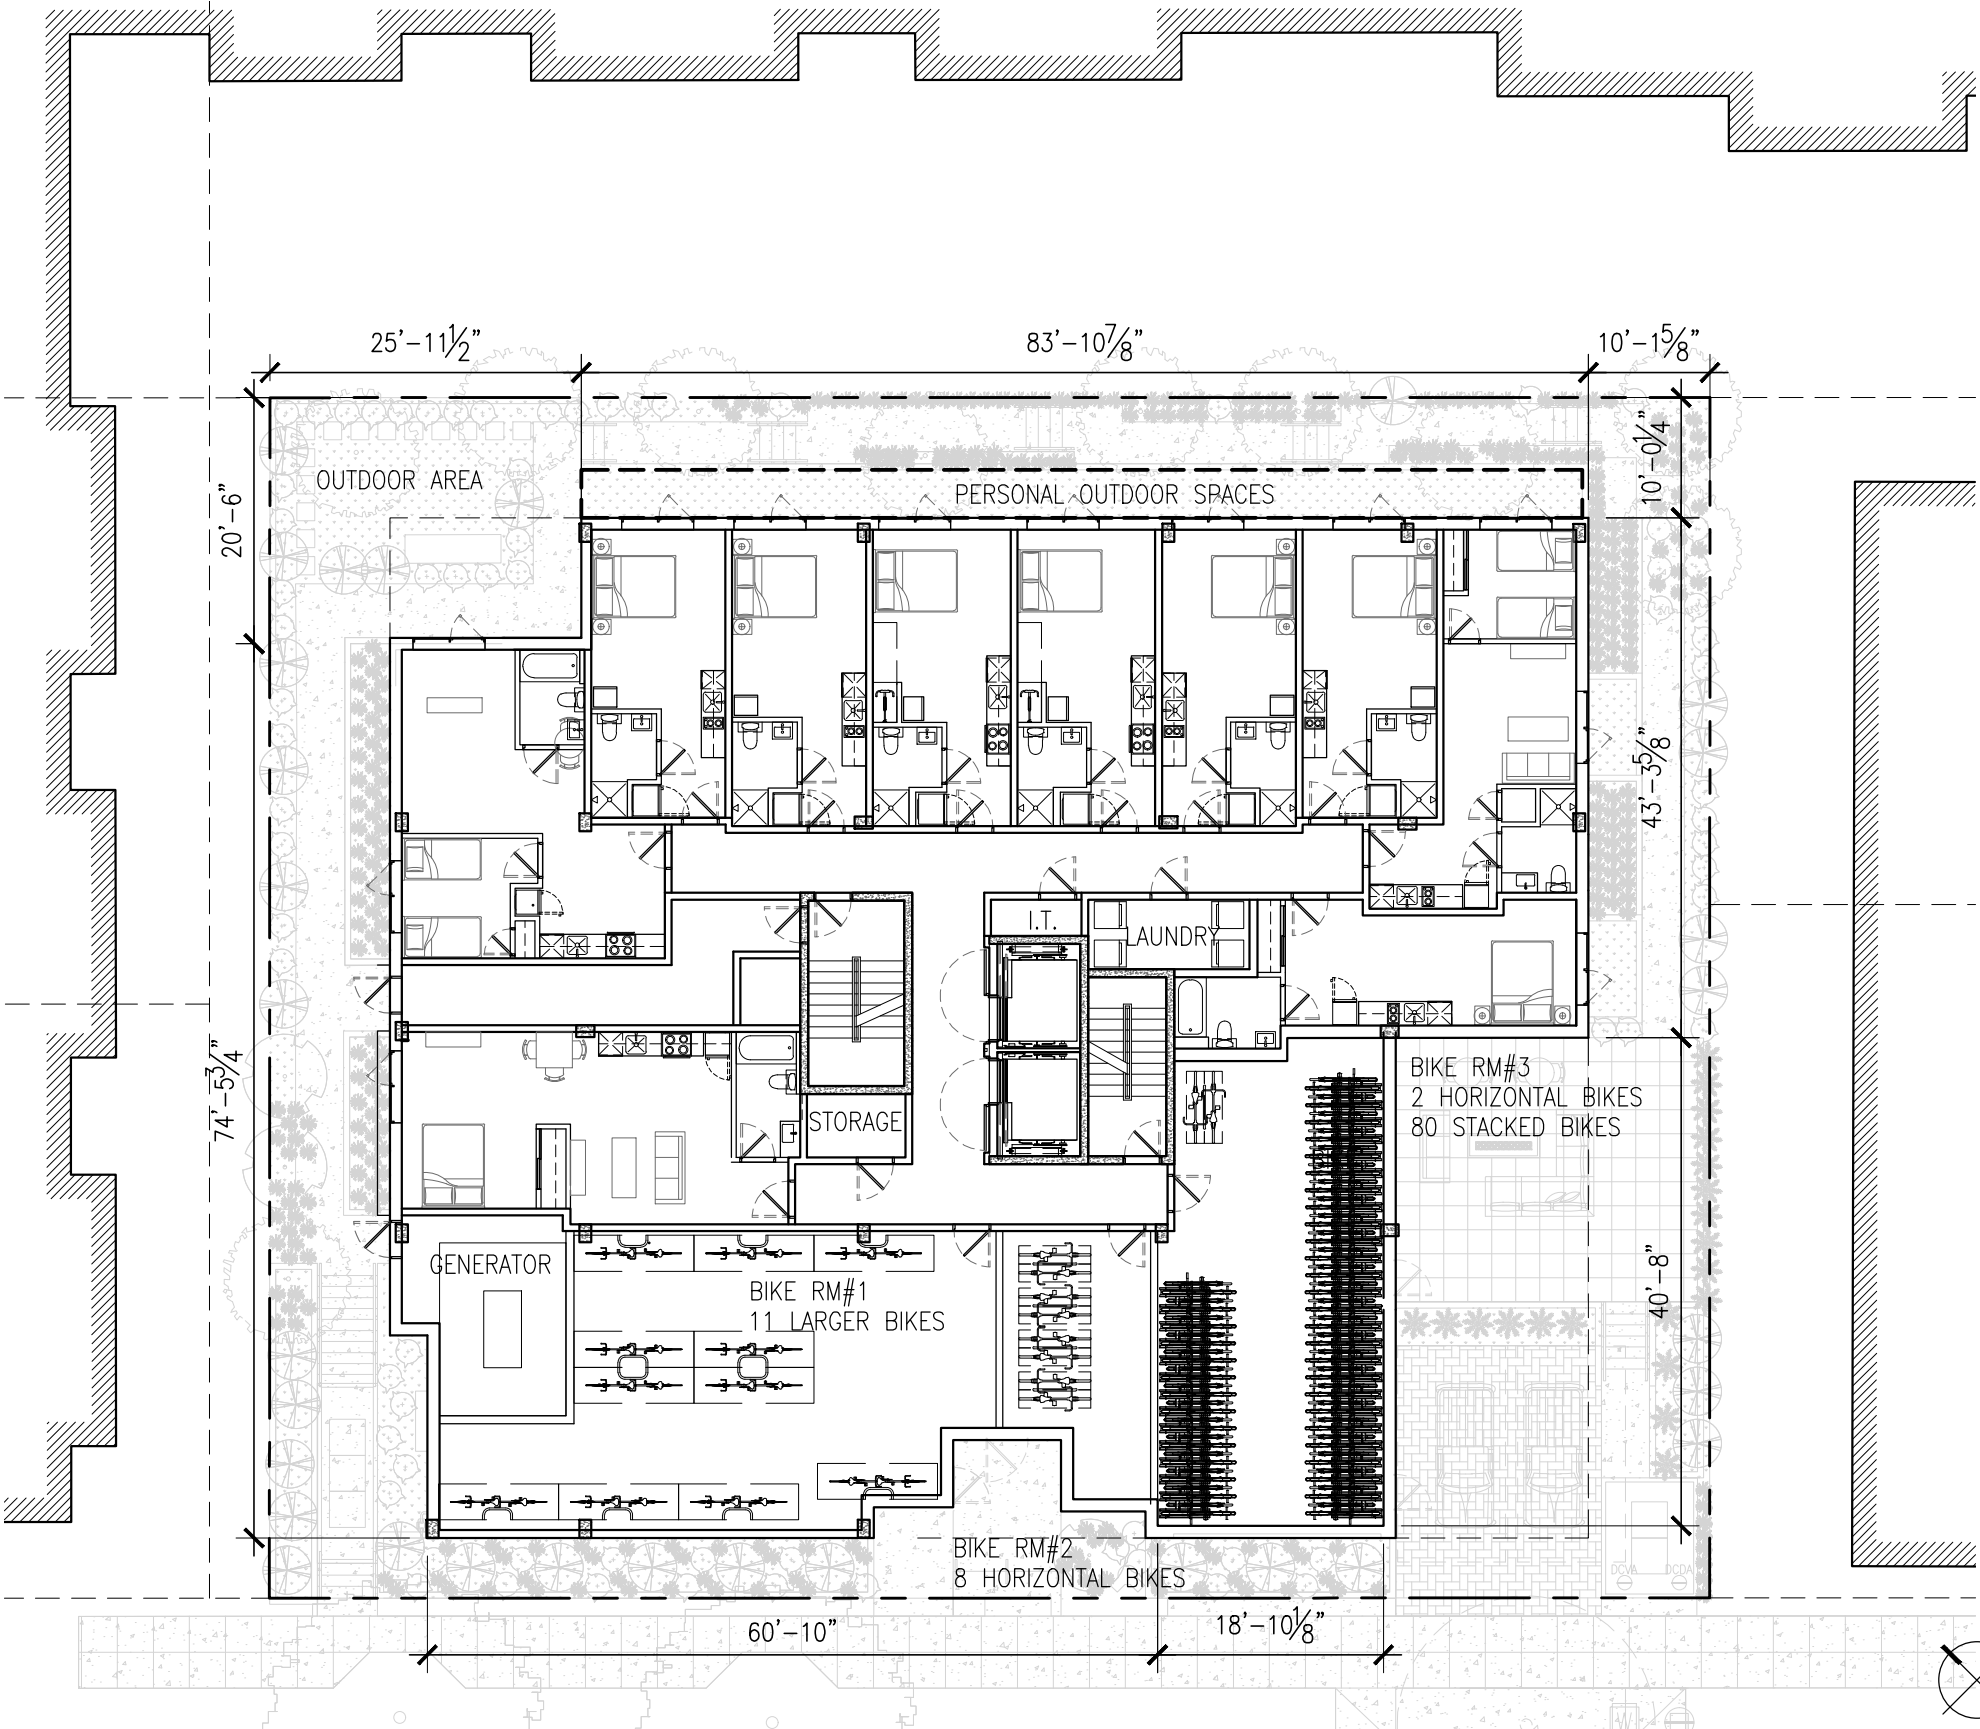 25'-11½"
83'-10⅞"
10'-1⅝"
10'-0¼"
OUTDOOR AREA
PERSONAL OUTDOOR SPACES
20'-6"
43'-3⅝"
I.T.
LAUNDRY
74'-5¾"
BIKE RM#3
2 HORIZONTAL BIKES
80 STACKED BIKES
STORAGE
GENERATOR
BIKE RM#1
11 LARGER BIKES
40'-8"
BIKE RM#2
8 HORIZONTAL BIKES
DCVA
DCDA
60'-10"
18'-10⅛"
W